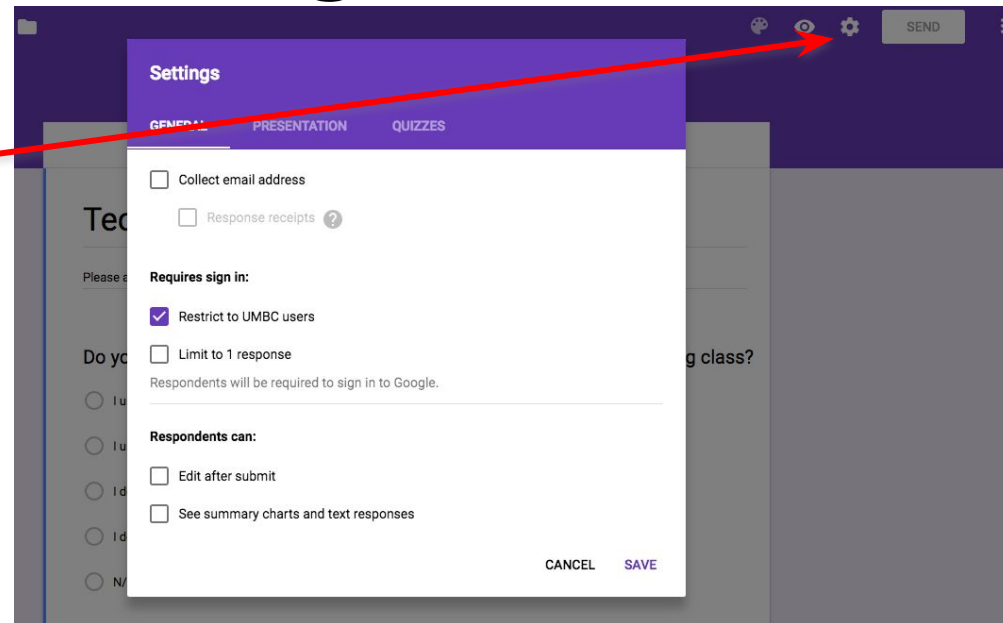 SEND
Settings
GENERAL PRESENTATION QUIZZES
Collect email address
Response receipts ?
Tec
Please a
Requires sign in:
Restrict to UMBC users
Limit to 1 response
Do yo g class?
Respondents will be required to sign in to Google.
I u
Respondents can:
I u
Edit after submit
I d
See summary charts and text responses
I d
CANCEL SAVE
N/